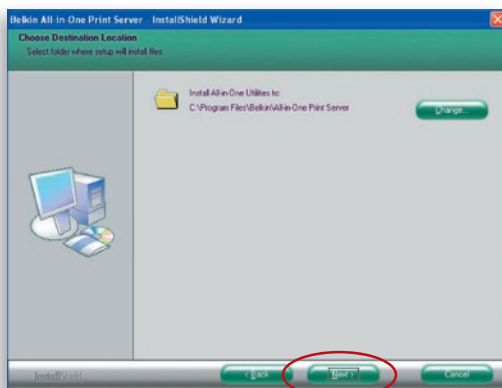 Belkin All-in-One Print Server - InstallShield Wizard
Choose Destination Location
Select folder where setup will install files.
Install All-in-One Utilities to:
C:\Program Files\Belkin\All-in-One Print Server
Change...
InstallShield
< Back
Next >
Cancel